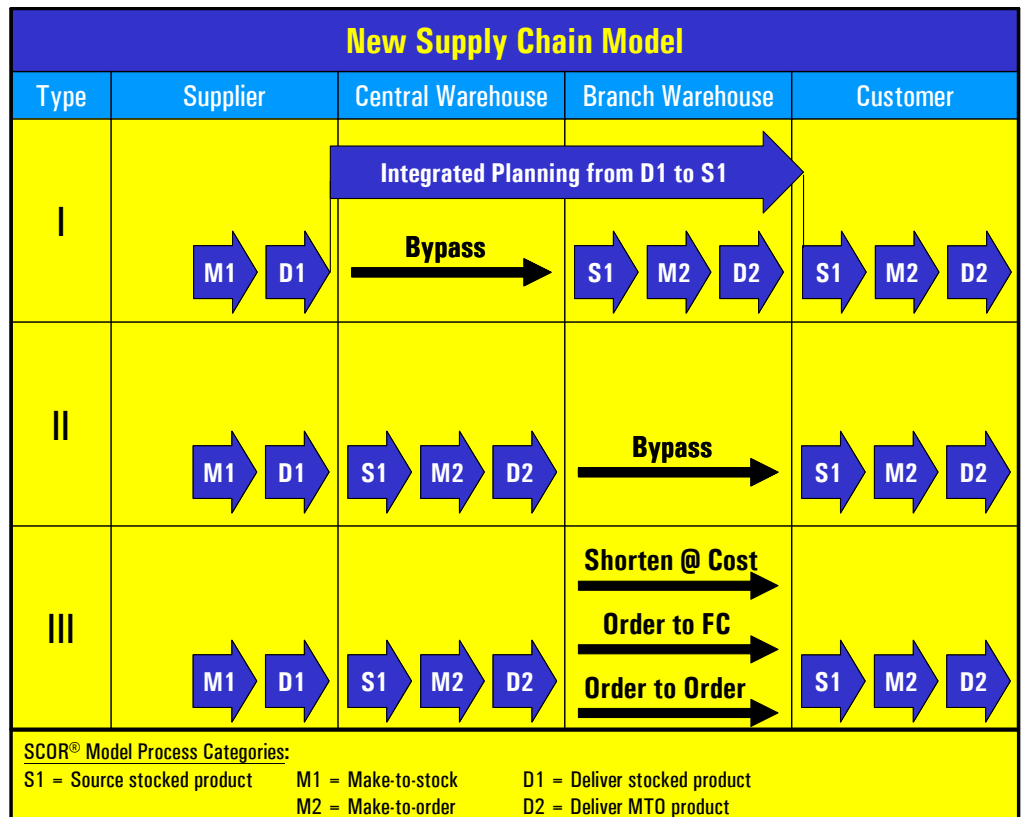 New Supply Chain Model
Type Supplier Central Warehouse Branch Warehouse Customer
Integrated Planning from D1 to S1
I
Bypass
M1 D1 S1 M2 D2 S1 M2 D2
II
Bypass
M1 D1 S1 M2 D2 S1 M2 D2
Shorten @ Cost
III
Order to FC
M1 D1 S1 M2 D2 S1 M2 D2
Order to Order
SCOR® Model Process Categories:
S1 = Source stocked product M1 = Make-to-stock D1 = Deliver stocked product
M2 = Make-to-order D2 = Deliver MTO product